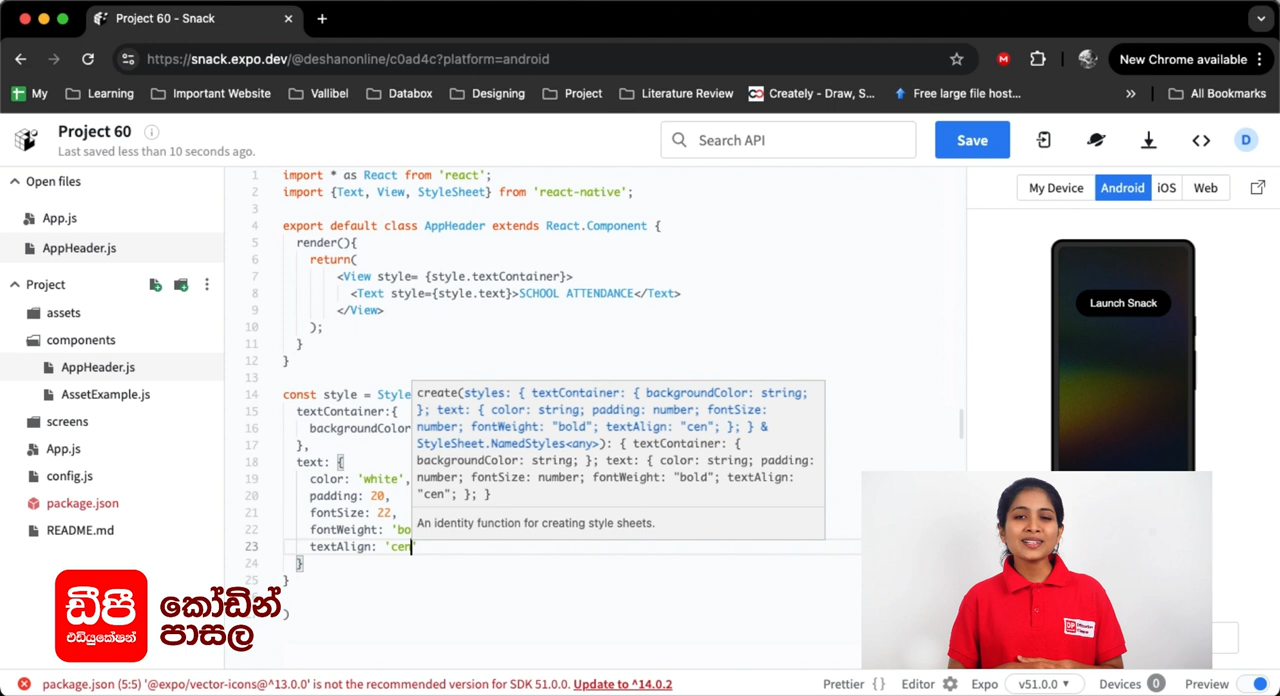 Project 60 - Snack
https://snack.expo.dev/@deshanonline/c0ad4c?platform=android
New Chrome available
My
Learning
Important Website
Vallibel
Databox
Designing
Project
Literature Review
Creately - Draw, S...
Free large file host...
»
All Bookmarks
Project 60
Last saved less than 10 seconds ago.
Search API
Save
D
Open files
App.js
AppHeader.js
Project
assets
components
AppHeader.js
AssetExample.js
screens
App.js
config.js
package.json
README.md
1 import * as React from 'react';
2 import {Text, View, StyleSheet} from 'react-native';
3
4 export default class AppHeader extends React.Component {
5 render(){
6 return(
7 <View style= {style.textContainer}>
8 <Text style={style.text}>SCHOOL ATTENDANCE</Text>
9 </View>
10 );
11 }
12 }
13
14 const style = Style
15 textContainer:{
16 backgroundColor
17 },
18 text: {
19 color: 'white',
20 padding: 20,
21 fontSize: 22,
22 fontWeight: 'bo
23 textAlign: 'cen'
24 }
25 }
)
create(styles: { textContainer: { backgroundColor: string;
}; text: { color: string; padding: number; fontSize:
number; fontWeight: "bold"; textAlign: "cen"; }; } &
StyleSheet.NamedStyles<any>): { textContainer: {
backgroundColor: string; }; text: { color: string; padding:
number; fontSize: number; fontWeight: "bold"; textAlign:
"cen"; }; }
An identity function for creating style sheets.
My Device
Android
iOS
Web
Launch Snack
ඩීපී
එඩියුකේෂන්
කෝඩින්
පාසල
DP
package.json (5:5) '@expo/vector-icons@^13.0.0' is not the recommended version for SDK 51.0.0. Update to ^14.0.2
Prettier { }
Editor
Expo
v51.0.0
Devices 0
Preview